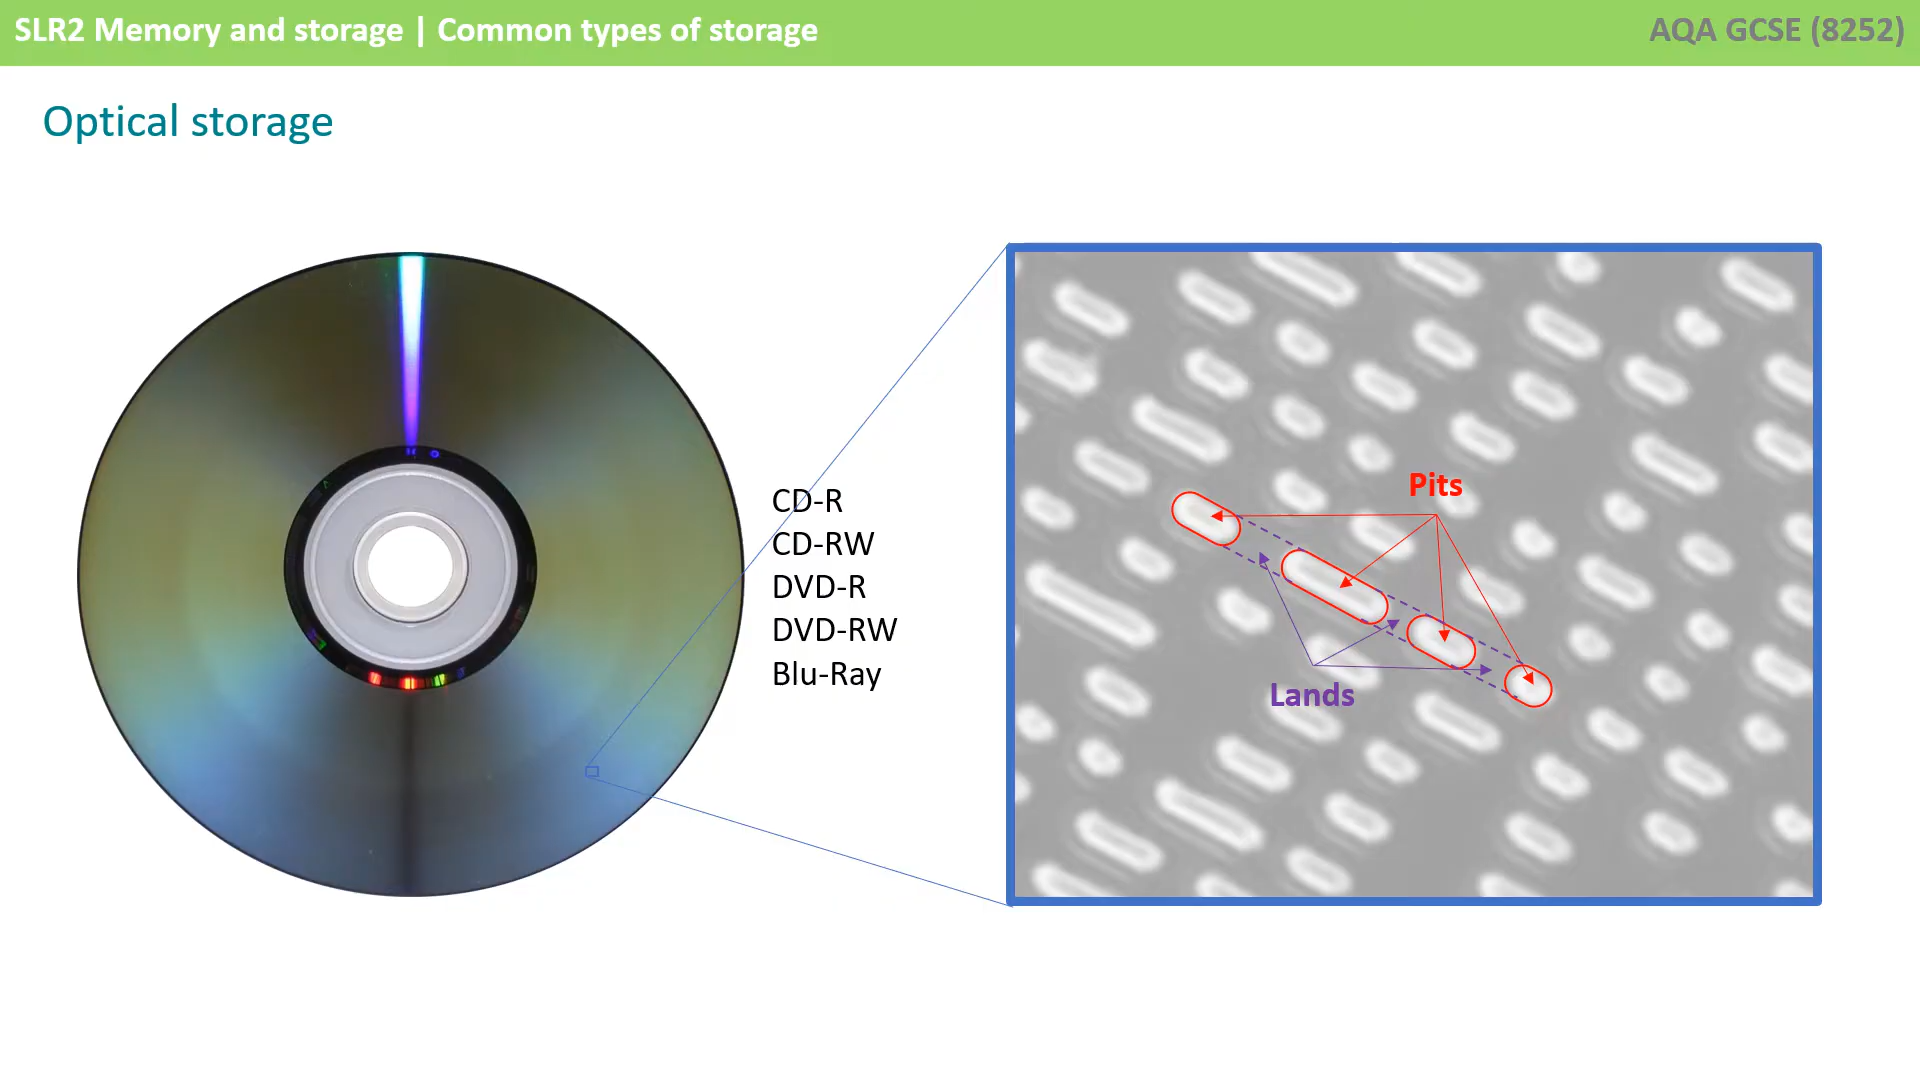 SLR2 Memory and storage | Common types of storage
AQA GCSE (8252)
Optical storage
CD-R
CD-RW
DVD-R
DVD-RW
Blu-Ray
Pits
Lands